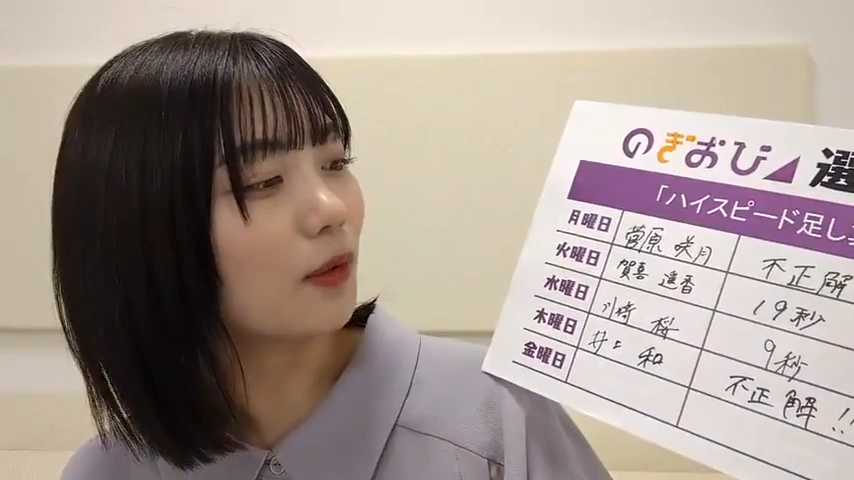 のぎおび 選
「ハイスピード足し
月曜日 菅原 咲月 不正解
火曜日 賀喜 遥香 19秒
水曜日 川﨑 桜 9秒
木曜日 井上 和 不正解!!
金曜日